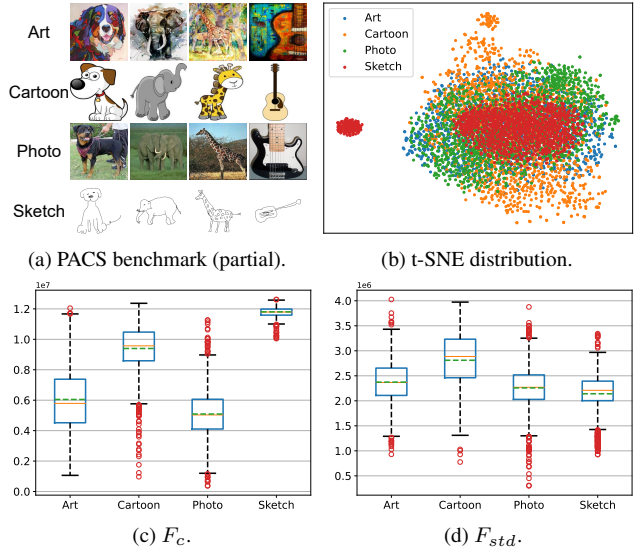 Art
Cartoon
Photo
Sketch
(a) PACS benchmark (partial).
Art
Cartoon
Photo
Sketch
(b) t-SNE distribution.
1e7
1.2
1.0
0.8
0.6
0.4
0.2
0.0
Art Cartoon Photo Sketch
(c) F_c.
1e6
4.0
3.5
3.0
2.5
2.0
1.5
1.0
0.5
Art Cartoon Photo Sketch
(d) F_{std}.